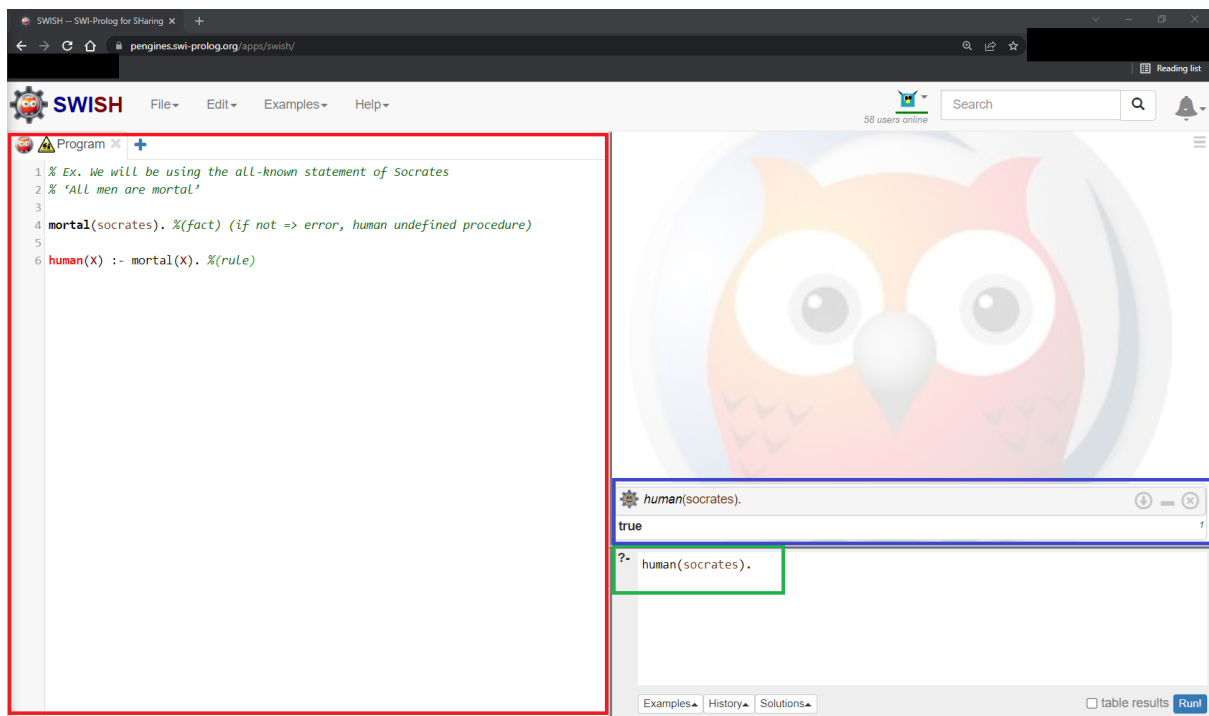 SWISH -- SWI-Prolog for SHaring
pengines.swi-prolog.org/apps/swish/
Reading list
SWISH File Edit Examples Help
58 users online
Search
Program
1 % Ex. We will be using the all-known statement of Socrates
2 % ‘All men are mortal’
3
4 mortal(socrates). %(fact) (if not => error, human undefined procedure)
5
6 human(X) :- mortal(X). %(rule)
human(socrates).
true 1
?- human(socrates).
Examples History Solutions
table results Run!